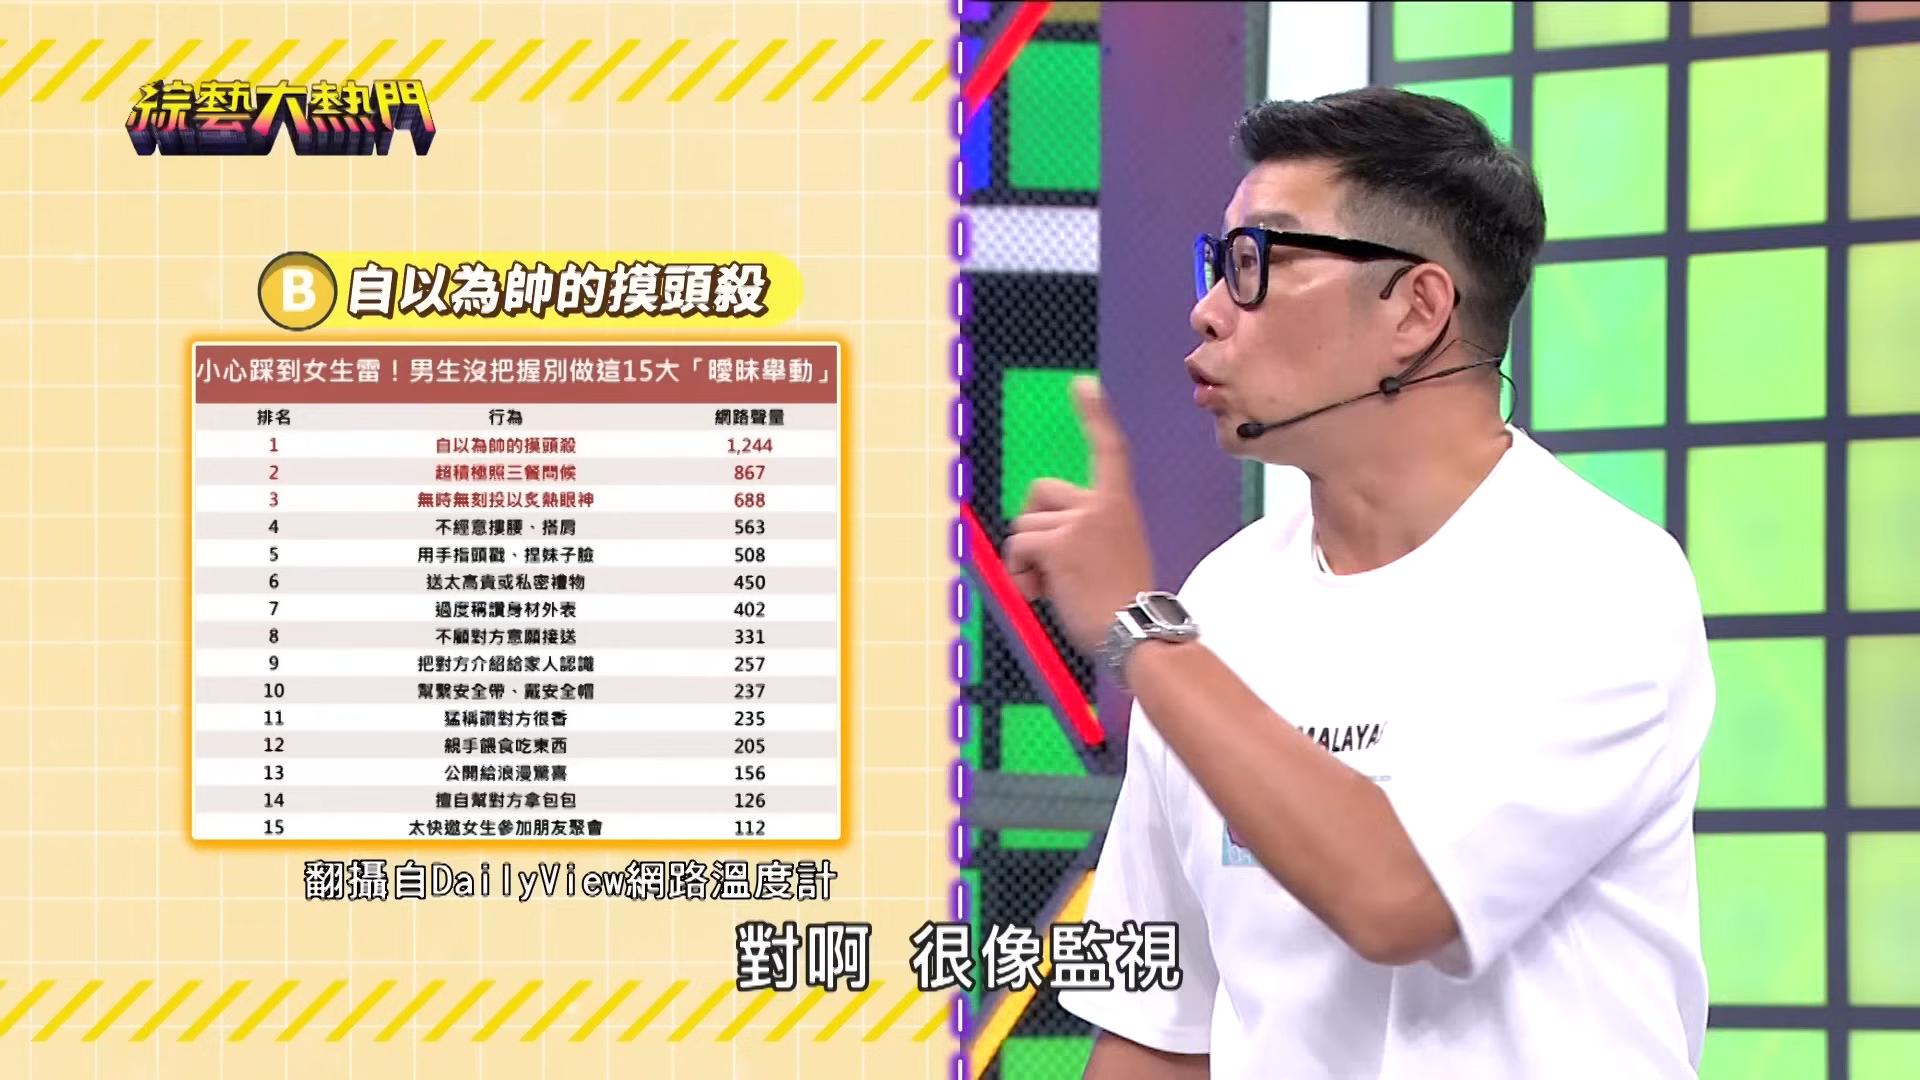 綜藝大熱門
B 自以為帥的摸頭殺
小心踩到女生雷！男生沒把握別做這15大「曖昧舉動」
排名 行為 網路聲量
1 自以為帥的摸頭殺 1,244
2 超積極照三餐問候 867
3 無時無刻投以炙熱眼神 688
4 不經意摟腰、搭肩 563
5 用手指頭戳、捏妹子臉 508
6 送太高貴或私密禮物 450
7 過度稱讚身材外表 402
8 不顧對方意願接送 331
9 把對方介紹給家人認識 257
10 幫繫安全帶、戴安全帽 237
11 猛稱讚對方很香 235
12 親手餵食吃東西 205
13 公開給浪漫驚喜 156
14 擅自幫對方拿包包 126
15 太快邀女生參加朋友聚會 112
翻攝自DailyView網路溫度計
對啊 很像監視